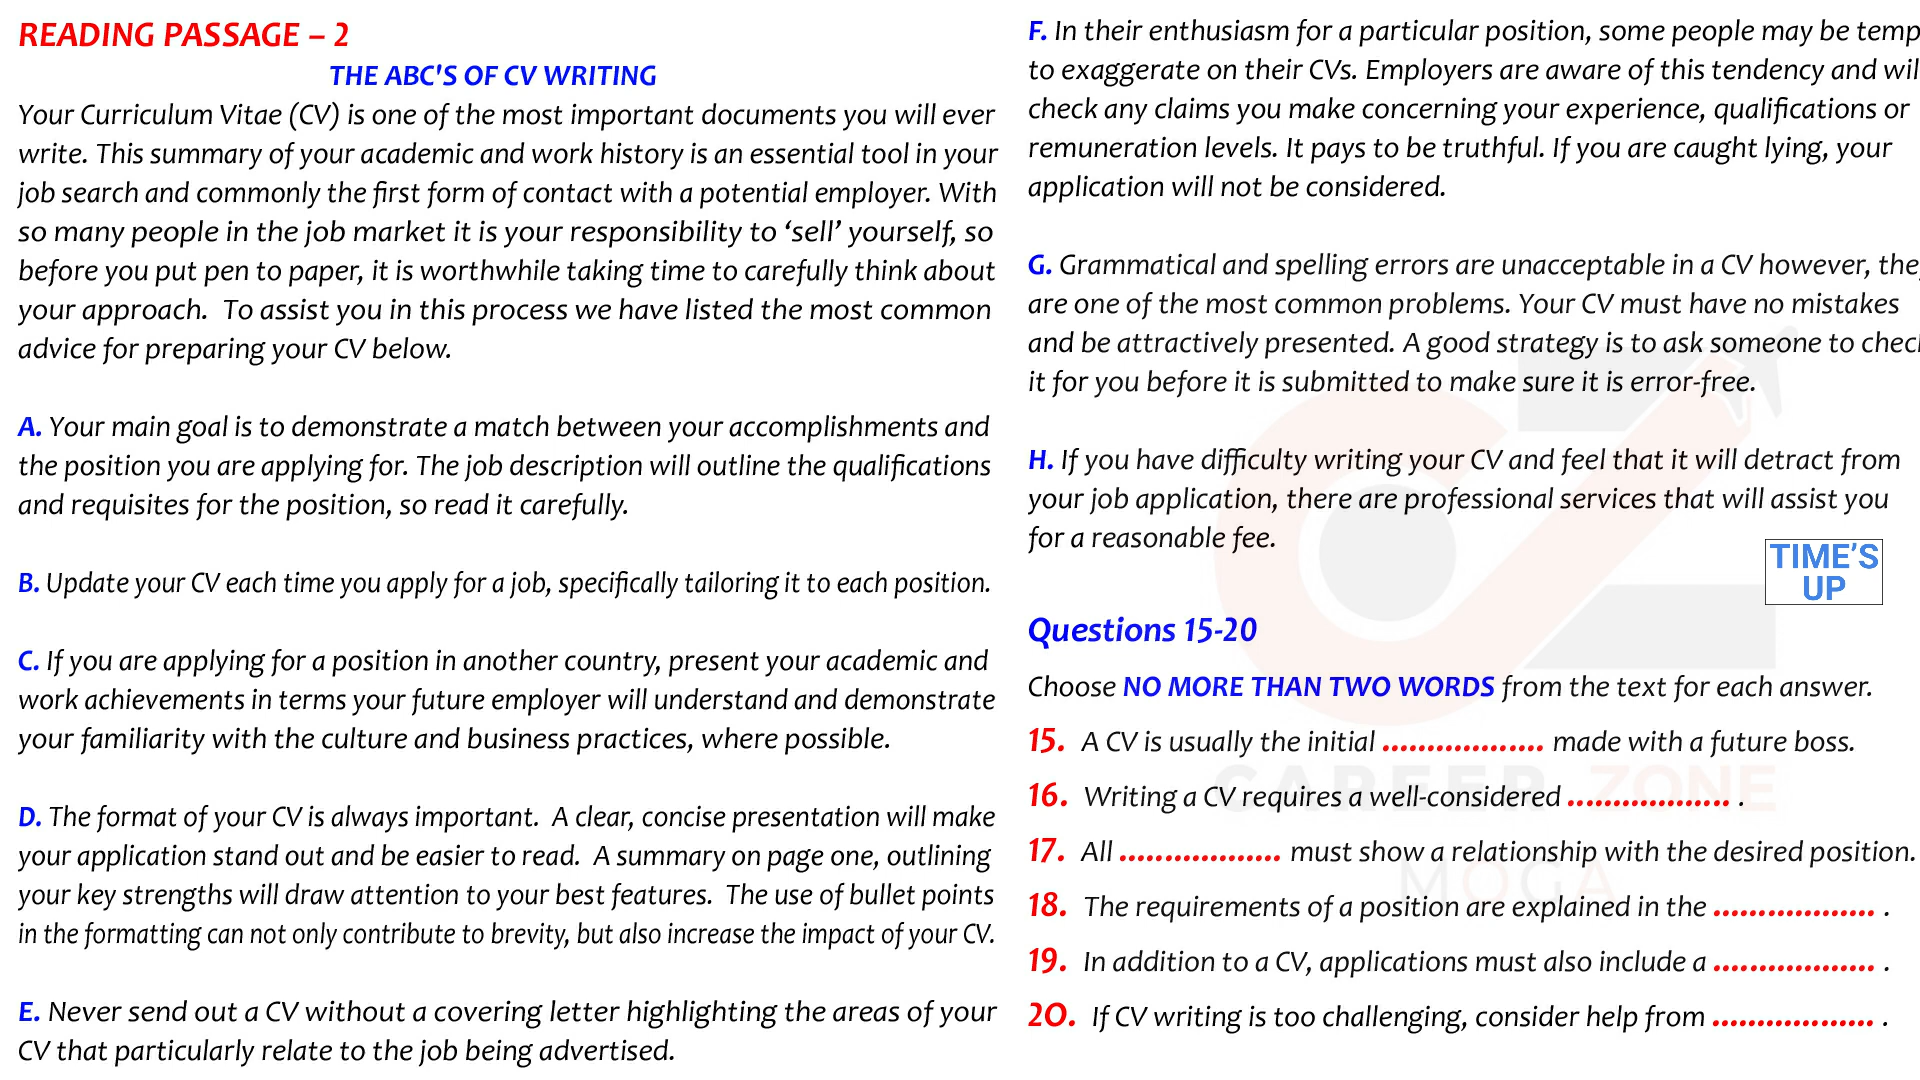 READING PASSAGE – 2
THE ABC'S OF CV WRITING
Your Curriculum Vitae (CV) is one of the most important documents you will ever
write. This summary of your academic and work history is an essential tool in your
job search and commonly the first form of contact with a potential employer. With
so many people in the job market it is your responsibility to ‘sell’ yourself, so
before you put pen to paper, it is worthwhile taking time to carefully think about
your approach. To assist you in this process we have listed the most common
advice for preparing your CV below.
A. Your main goal is to demonstrate a match between your accomplishments and
the position you are applying for. The job description will outline the qualifications
and requisites for the position, so read it carefully.
B. Update your CV each time you apply for a job, specifically tailoring it to each position.
C. If you are applying for a position in another country, present your academic and
work achievements in terms your future employer will understand and demonstrate
your familiarity with the culture and business practices, where possible.
D. The format of your CV is always important. A clear, concise presentation will make
your application stand out and be easier to read. A summary on page one, outlining
your key strengths will draw attention to your best features. The use of bullet points
in the formatting can not only contribute to brevity, but also increase the impact of your CV.
E. Never send out a CV without a covering letter highlighting the areas of your
CV that particularly relate to the job being advertised.
F. In their enthusiasm for a particular position, some people may be temp
to exaggerate on their CVs. Employers are aware of this tendency and wil
check any claims you make concerning your experience, qualifications or
remuneration levels. It pays to be truthful. If you are caught lying, your
application will not be considered.
G. Grammatical and spelling errors are unacceptable in a CV however, they
are one of the most common problems. Your CV must have no mistakes
and be attractively presented. A good strategy is to ask someone to check
it for you before it is submitted to make sure it is error-free.
H. If you have difficulty writing your CV and feel that it will detract from
your job application, there are professional services that will assist you
for a reasonable fee.
TIME’S
UP
Questions 15-20
Choose NO MORE THAN TWO WORDS from the text for each answer.
15. A CV is usually the initial .................. made with a future boss.
16. Writing a CV requires a well-considered .................. .
17. All .................. must show a relationship with the desired position.
18. The requirements of a position are explained in the .................. .
19. In addition to a CV, applications must also include a .................. .
20. If CV writing is too challenging, consider help from .................. .
CAREER ZONE
MOGA